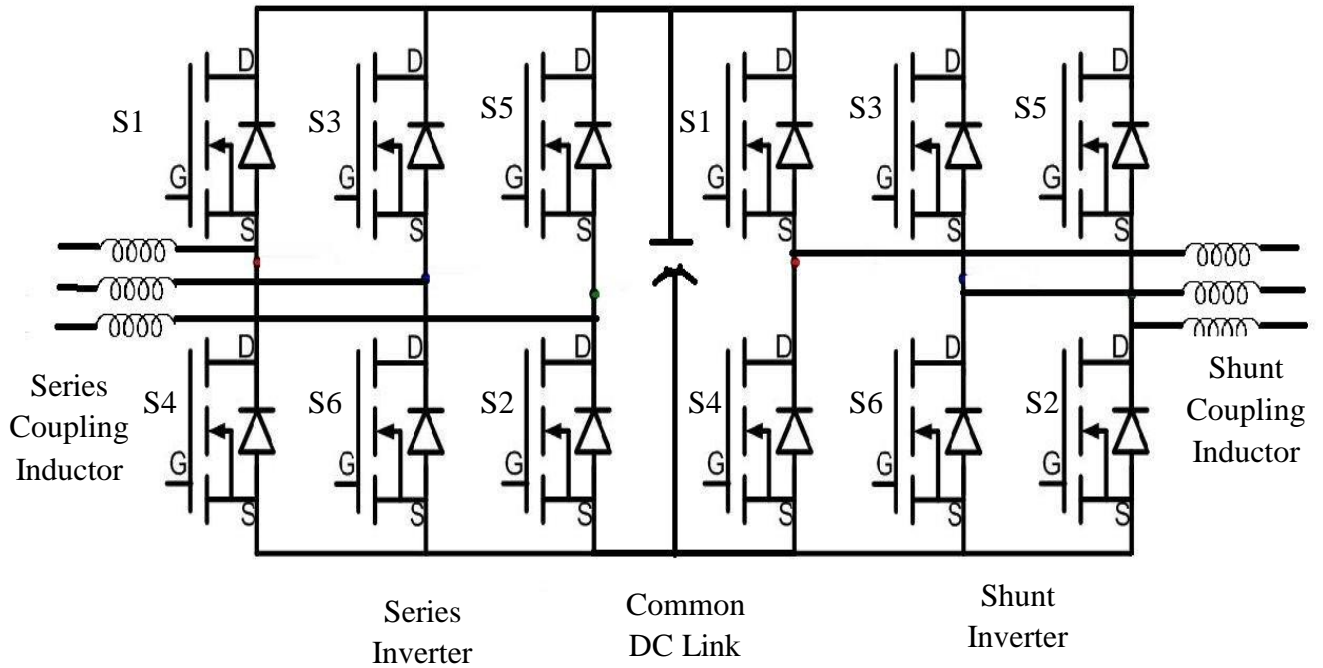 D
D
D
D
D
D
S1
S3
S5
S1
S3
S5
G
G
G
G
G
G
S
S
S
S
S
S
D
D
D
D
D
D
Series
Coupling
Inductor
S4
S6
S2
S4
S6
S2
Shunt
Coupling
Inductor
G
G
G
G
G
G
S
S
S
S
S
S
Series
Inverter
Common
DC Link
Shunt
Inverter